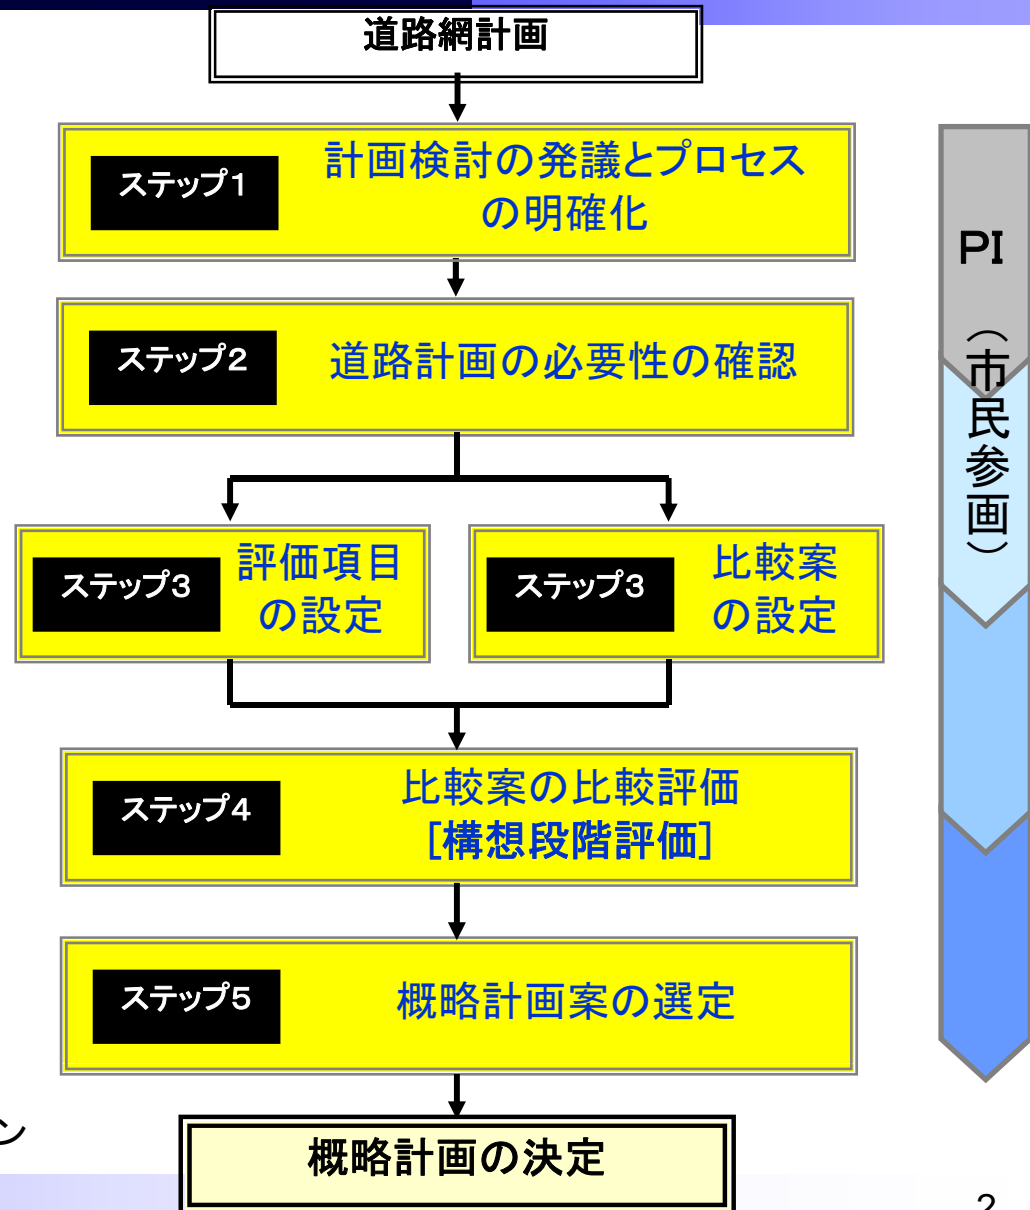 道路網計画
ステップ1
計画検討の発議とプロセス
の明確化
ステップ2
道路計画の必要性の確認
ステップ3
評価項目
の設定
ステップ3
比較案
の設定
ステップ4
比較案の比較評価
[構想段階評価]
ステップ5
概略計画案の選定
概略計画の決定
PI
（市民参画）
ン
2